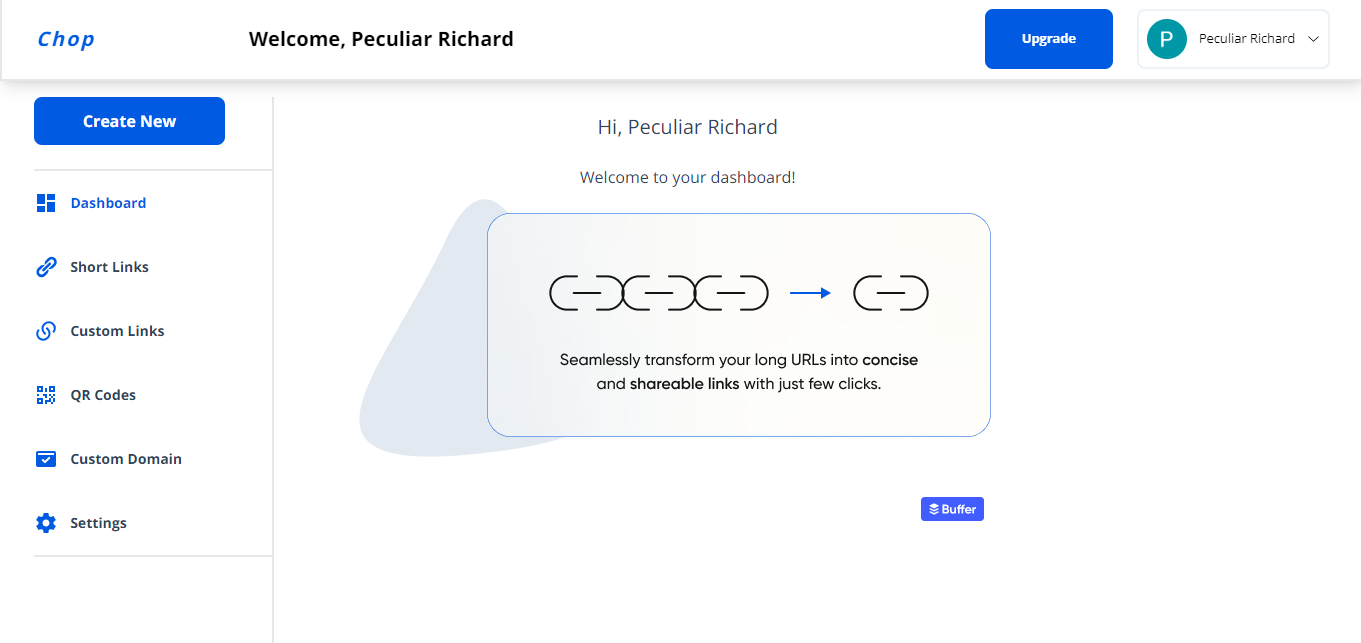 Chop
Welcome, Peculiar Richard
Upgrade
P
Peculiar Richard
Create New
Dashboard
Short Links
Custom Links
QR Codes
Custom Domain
Settings
Hi, Peculiar Richard
Welcome to your dashboard!
Seamlessly transform your long URLs into concise
and shareable links with just few clicks.
Buffer